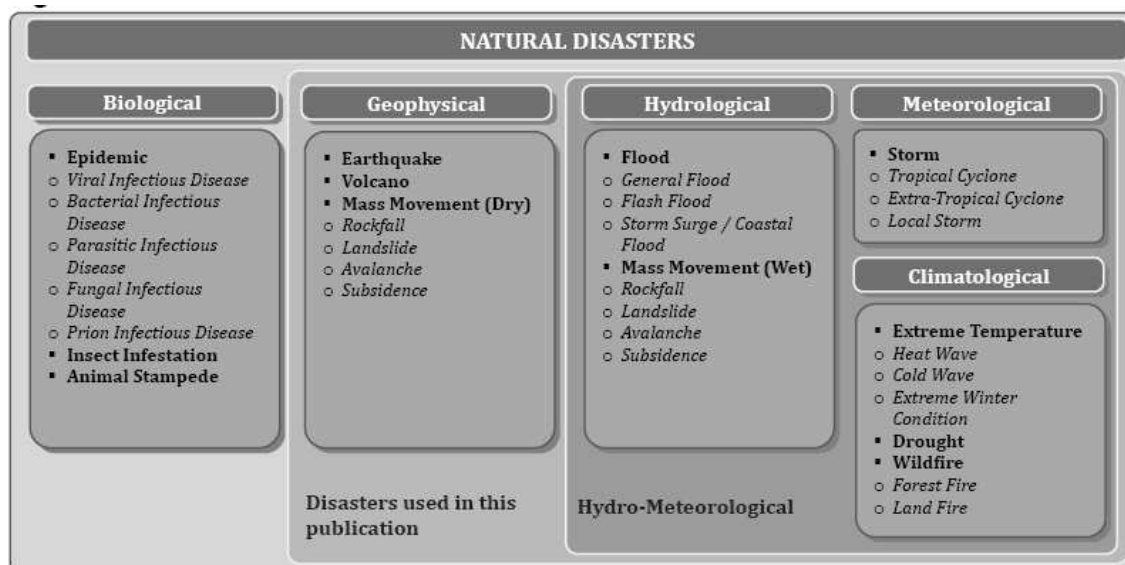 NATURAL DISASTERS
Biological
▪ Epidemic
○ Viral Infectious Disease
○ Bacterial Infectious
Disease
○ Parasitic Infectious
Disease
○ Fungal Infectious
Disease
○ Prion Infectious Disease
▪ Insect Infestation
▪ Animal Stampede
Geophysical
▪ Earthquake
▪ Volcano
▪ Mass Movement (Dry)
○ Rockfall
○ Landslide
○ Avalanche
○ Subsidence
Disasters used in this
publication
Hydrological
▪ Flood
○ General Flood
○ Flash Flood
○ Storm Surge / Coastal
Flood
▪ Mass Movement (Wet)
○ Rockfall
○ Landslide
○ Avalanche
○ Subsidence
Hydro-Meteorological
Meteorological
▪ Storm
○ Tropical Cyclone
○ Extra-Tropical Cyclone
○ Local Storm
Climatological
▪ Extreme Temperature
○ Heat Wave
○ Cold Wave
○ Extreme Winter
Condition
▪ Drought
▪ Wildfire
○ Forest Fire
○ Land Fire